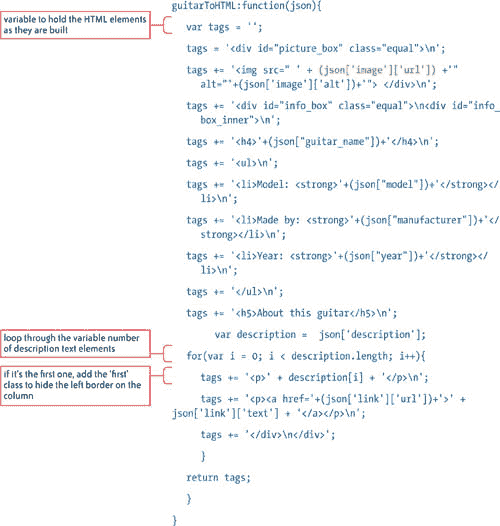 guitarToHTML:function(json){
variable to hold the HTML elements
as they are built
var tags = '';
tags = '<div id="picture_box" class="equal">\n';
tags += '<img src=" ' + (json['image']['url']) +'"
alt="'+(json['image']['alt'])+'"> </div>\n';
tags += '<div id="info_box" class="equal">\n<div id="info_
box_inner">\n';
tags += '<h4>'+(json["guitar_name"])+'</h4>\n';
tags += '<ul>\n';
tags += '<li>Model: <strong>'+(json["model"])+'</strong></
li>\n';
tags += '<li>Made by: <strong>'+(json["manufacturer"])+'</
strong></li>\n';
tags += '<li>Year: <strong>'+(json["year"])+'</strong></
li>\n';
tags += '</ul>\n';
tags += '<h5>About this guitar</h5>\n';
var description = json['description'];
loop through the variable number
of description text elements
for(var i = 0; i < description.length; i++){
if it's the first one, add the 'first'
class to hide the left border on the
column
tags += '<p>' + description[i] + '</p>\n';
tags += '<p><a href='+(json['link']['url'])+'>' +
json['link']['text'] + '</a></p>\n';
tags += '</div>\n</div>';
}
return tags;
}
}